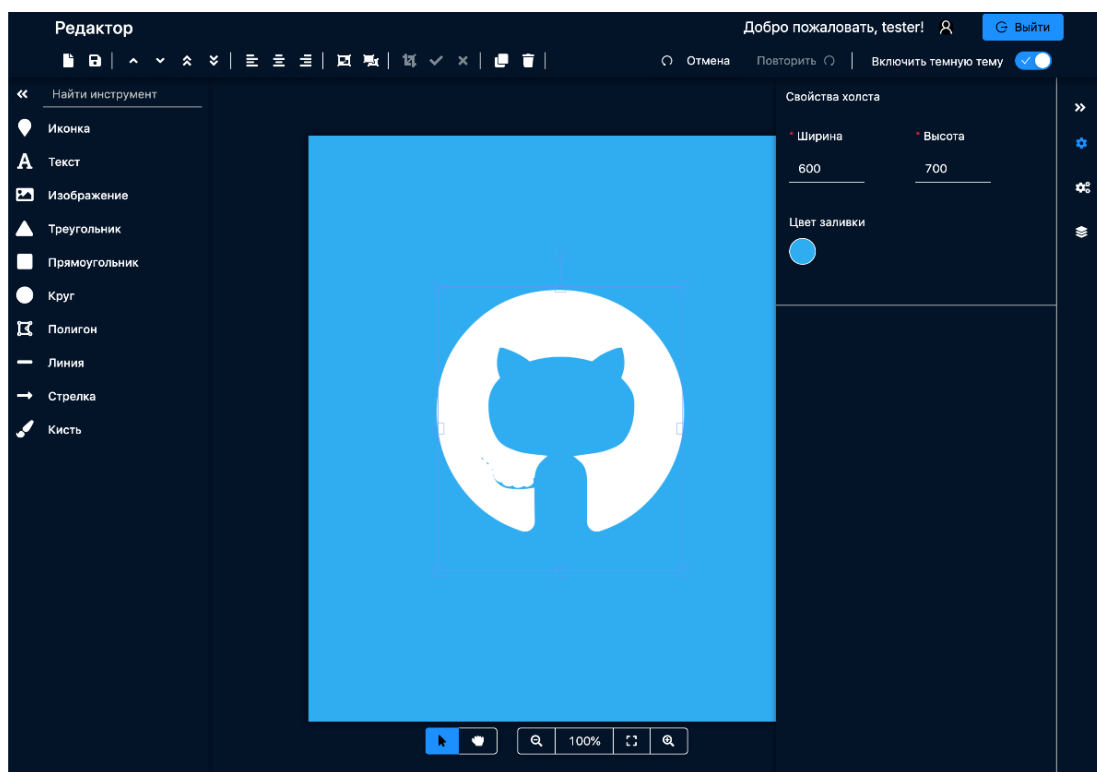 Редактор
Добро пожаловать, tester!
Выйти
Отмена
Повторить
Включить темную тему
Найти инструмент
Иконка
Текст
Изображение
Треугольник
Прямоугольник
Круг
Полигон
Линия
Стрелка
Кисть
Свойства холста
* Ширина
* Высота
600
700
Цвет заливки
100%